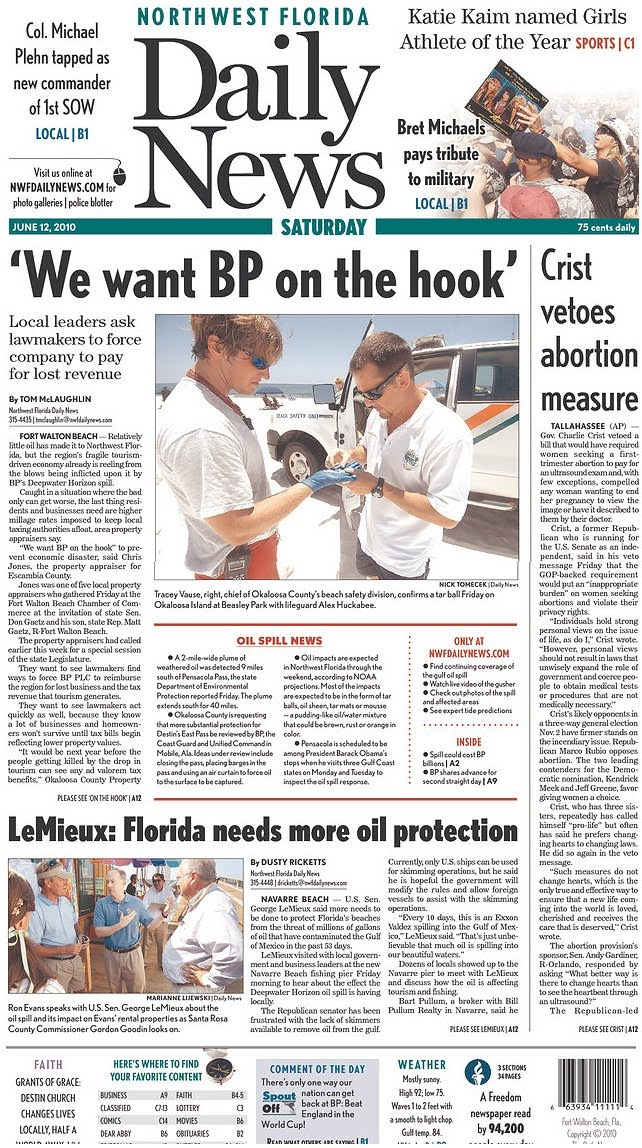 Col. Michael
Plehn tapped as
new commander
of 1st SOW
LOCAL | B1
Visit us online at
NWFDAILYNEWS.COM for
photo galleries | police blotter
NORTHWEST FLORIDA
Daily
News
Katie Kaim named Girls
Athlete of the Year SPORTS | C1
Bret Michaels
pays tribute
to military
LOCAL | B1
JUNE 12, 2010
SATURDAY
75 cents daily
‘We want BP on the hook’
Local leaders ask
lawmakers to force
company to pay
for lost revenue
By TOM McLAUGHLIN
Northwest Florida Daily News
315-4435 | tmclaughlin@nwfdailynews.com
FORT WALTON BEACH — Relatively
little oil has made it to Northwest Flor-
ida, but the region's fragile tourism-
driven economy already is reeling from
the blows being inflicted upon it by
BP's Deepwater Horizon spill.
Caught in a situation where the bad
only can get worse, the last thing resi-
dents and businesses need are higher
millage rates imposed to keep local
taxing authorities afloat, area property
appraisers say.
“We want BP on the hook” to pre-
vent economic disaster, said Chris
Jones, the property appraiser for
Escambia County.
Jones was one of five local property
appraisers who gathered Friday at the
Fort Walton Beach Chamber of Com-
merce at the invitation of state Sen.
Don Gaetz and his son, state Rep. Matt
Gaetz, R-Fort Walton Beach.
The property appraisers had called
earlier this week for a special session
of the state Legislature.
They want to see lawmakers find
ways to force BP PLC to reimburse
the region for lost business and the tax
revenue that tourism generates.
They want to see lawmakers act
quickly as well, because they know
a lot of businesses and homeown-
ers won't survive until tax bills begin
reflecting lower property values.
“It would be next year before the
people getting killed by the drop in
tourism can see any ad valorem tax
benefits,” Okaloosa County Property
PLEASE SEE ‘ON THE HOOK’ | A12
BEACH SAFETY UNIT
NICK TOMECEK | Daily News
Tracey Vause, right, chief of Okaloosa County's beach safety division, confirms a tar ball Friday on
Okaloosa Island at Beasley Park with lifeguard Alex Huckabee.
OIL SPILL NEWS
● A 2-mile-wide plume of
weathered oil was detected 9 miles
south of Pensacola Pass, the state
Department of Environmental
Protection reported Friday. The plume
extends south for 40 miles.
● Okaloosa County is requesting
that more substantial protection for
Destin's East Pass be reviewed by BP, the
Coast Guard and Unified Command in
Mobile, Ala. Ideas under review include
closing the pass, placing barges in the
pass and using an air curtain to force oil
to the surface to be captured.
● Oil impacts are expected
in Northwest Florida through the
weekend, according to NOAA
projections. Most of the impacts
are expected to be in the form of tar
balls, oil sheen, tar mats or mousse
— a pudding-like oil/water mixture
that could be brown, rust or orange in
color.
● Pensacola is scheduled to be
among President Barack Obama's
stops when he visits three Gulf Coast
states on Monday and Tuesday to
inspect the oil spill response.
ONLY AT
NWFDAILYNEWS.COM
● Find continuing coverage of
the gulf oil spill
● Watch live video of the gusher
● Check out photos of the spill
and affected areas
● See expert tide predictions
INSIDE
● Spill could cost BP
billions | A2
● BP shares advance for
second straight day | A9
Crist
vetoes
abortion
measure
TALLAHASSEE (AP) —
Gov. Charlie Crist vetoed a
bill that would have required
women seeking a first-
trimester abortion to pay for
an ultrasound exam and, with
few exceptions, compelled
any woman wanting to end
her pregnancy to view the
image or have it described to
them by their doctor.
Crist, a former Repub-
lican who is running for
the U.S. Senate as an inde-
pendent, said in his veto
message Friday that the
GOP-backed requirement
would put an “inappropriate
burden” on women seeking
abortions and violate their
privacy rights.
“Individuals hold strong
personal views on the issue
of life, as do I,” Crist wrote.
“However, personal views
should not result in laws that
unwisely expand the role of
government and coerce peo-
ple to obtain medical tests
or procedures that are not
medically necessary.”
Crist's likely opponents in
a three-way general election
Nov. 2 have firmer stands on
the incendiary issue. Repub-
lican Marco Rubio opposes
abortion. The two leading
contenders for the Demo-
cratic nomination, Kendrick
Meek and Jeff Greene, favor
giving women a choice.
Crist, who has three sis-
ters, repeatedly has called
himself “pro-life” but often
has said he prefers chang-
ing hearts to changing laws.
He did so again in the veto
message.
“Such measures do not
change hearts, which is the
only true and effective way to
ensure that a new life com-
ing into the world is loved,
cherished and receives the
care that is deserved,” Crist
wrote.
The abortion provision's
sponsor, Sen. Andy Gardiner,
R-Orlando, responded by
asking “What better way is
there to change hearts than
to see the heartbeat through
an ultrasound?”
The Republican-led
PLEASE SEE CRIST | A12
LeMieux: Florida needs more oil protection
MARIANNE LIJEWSKI | Daily News
Ron Evans speaks with U.S. Sen. George LeMieux about the
oil spill and its impact on Evans' rental properties as Santa Rosa
County Commissioner Gordon Goodin looks on.
By DUSTY RICKETTS
Northwest Florida Daily News
315-4448 | dricketts@nwfdailynews.com
NAVARRE BEACH — U.S. Sen.
George LeMieux said more needs to
be done to protect Florida's beaches
from the threat of millions of gallons
of oil that have contaminated the Gulf
of Mexico in the past 53 days.
LeMieux visited with local govern-
ment and business leaders at the new
Navarre Beach fishing pier Friday
morning to hear about the effect the
Deepwater Horizon oil spill is having
locally.
The Republican senator has been
frustrated with the lack of skimmers
available to remove oil from the gulf.
Currently, only U.S. ships can be used
for skimming operations, but he said
he is hopeful the government will
modify the rules and allow foreign
vessels to assist with the skimming
operations.
“Every 10 days, this is an Exxon
Valdez spilling into the Gulf of Mex-
ico,” LeMieux said. “That's just unbe-
lievable that much oil is spilling into
our beautiful waters.”
Dozens of locals showed up to the
Navarre pier to meet with LeMieux
and discuss how the oil is affecting
tourism and fishing.
Bart Pullum, a broker with Bill
Pullum Realty in Navarre, said he
PLEASE SEE LEMIEUX | A12
FAITH
GRANTS OF GRACE:
DESTIN CHURCH
CHANGES LIVES
LOCALLY, HALF A
HERE'S WHERE TO FIND
YOUR FAVORITE CONTENT
BUSINESS A9 FAITH B4-5
CLASSIFIED C7-13 LOTTERY C3
COMICS C14 MOVIES B6
DEAR ABBY B6 OBITUARIES B2
COMMENT OF THE DAY
Spout Off
There's only one way our
nation can get
back at BP: Beat
England in the
World Cup!
READ WHAT OTHERS ARE SAYING | B1
WEATHER
Mostly sunny.
High 92; low 75.
Waves 1 to 2 feet with
a smooth to light chop.
Gulf temp. 84.
3 SECTIONS
34 PAGES
A Freedom
newspaper read
by 94,200
6 63934 11111 4
Fort Walton Beach, Fla.
Copyright © 2010